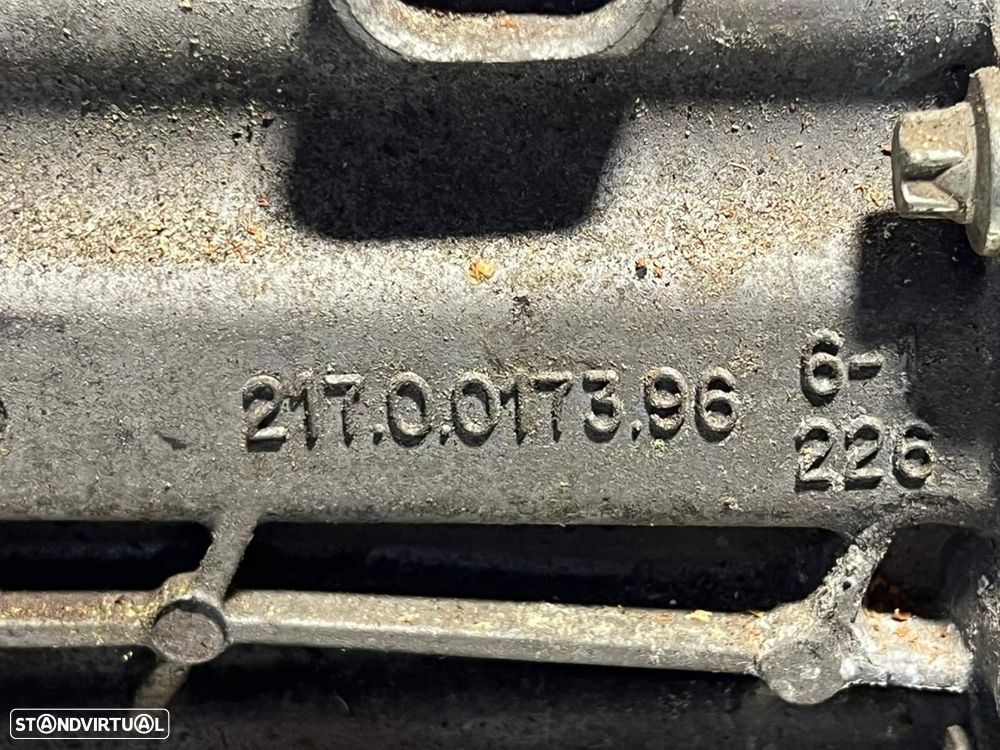 217.0.0173.96
6-
226
STANDVIRTUAL